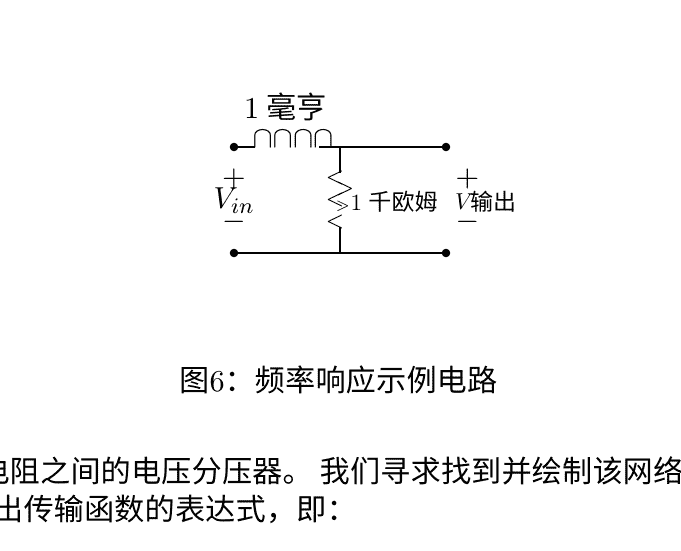 1 毫亨
+
+
V_in
1 千欧姆
V输出
−
−
图6：频率响应示例电路
电阻之间的电压分压器。 我们寻求找到并绘制该网络
出传输函数的表达式，即：